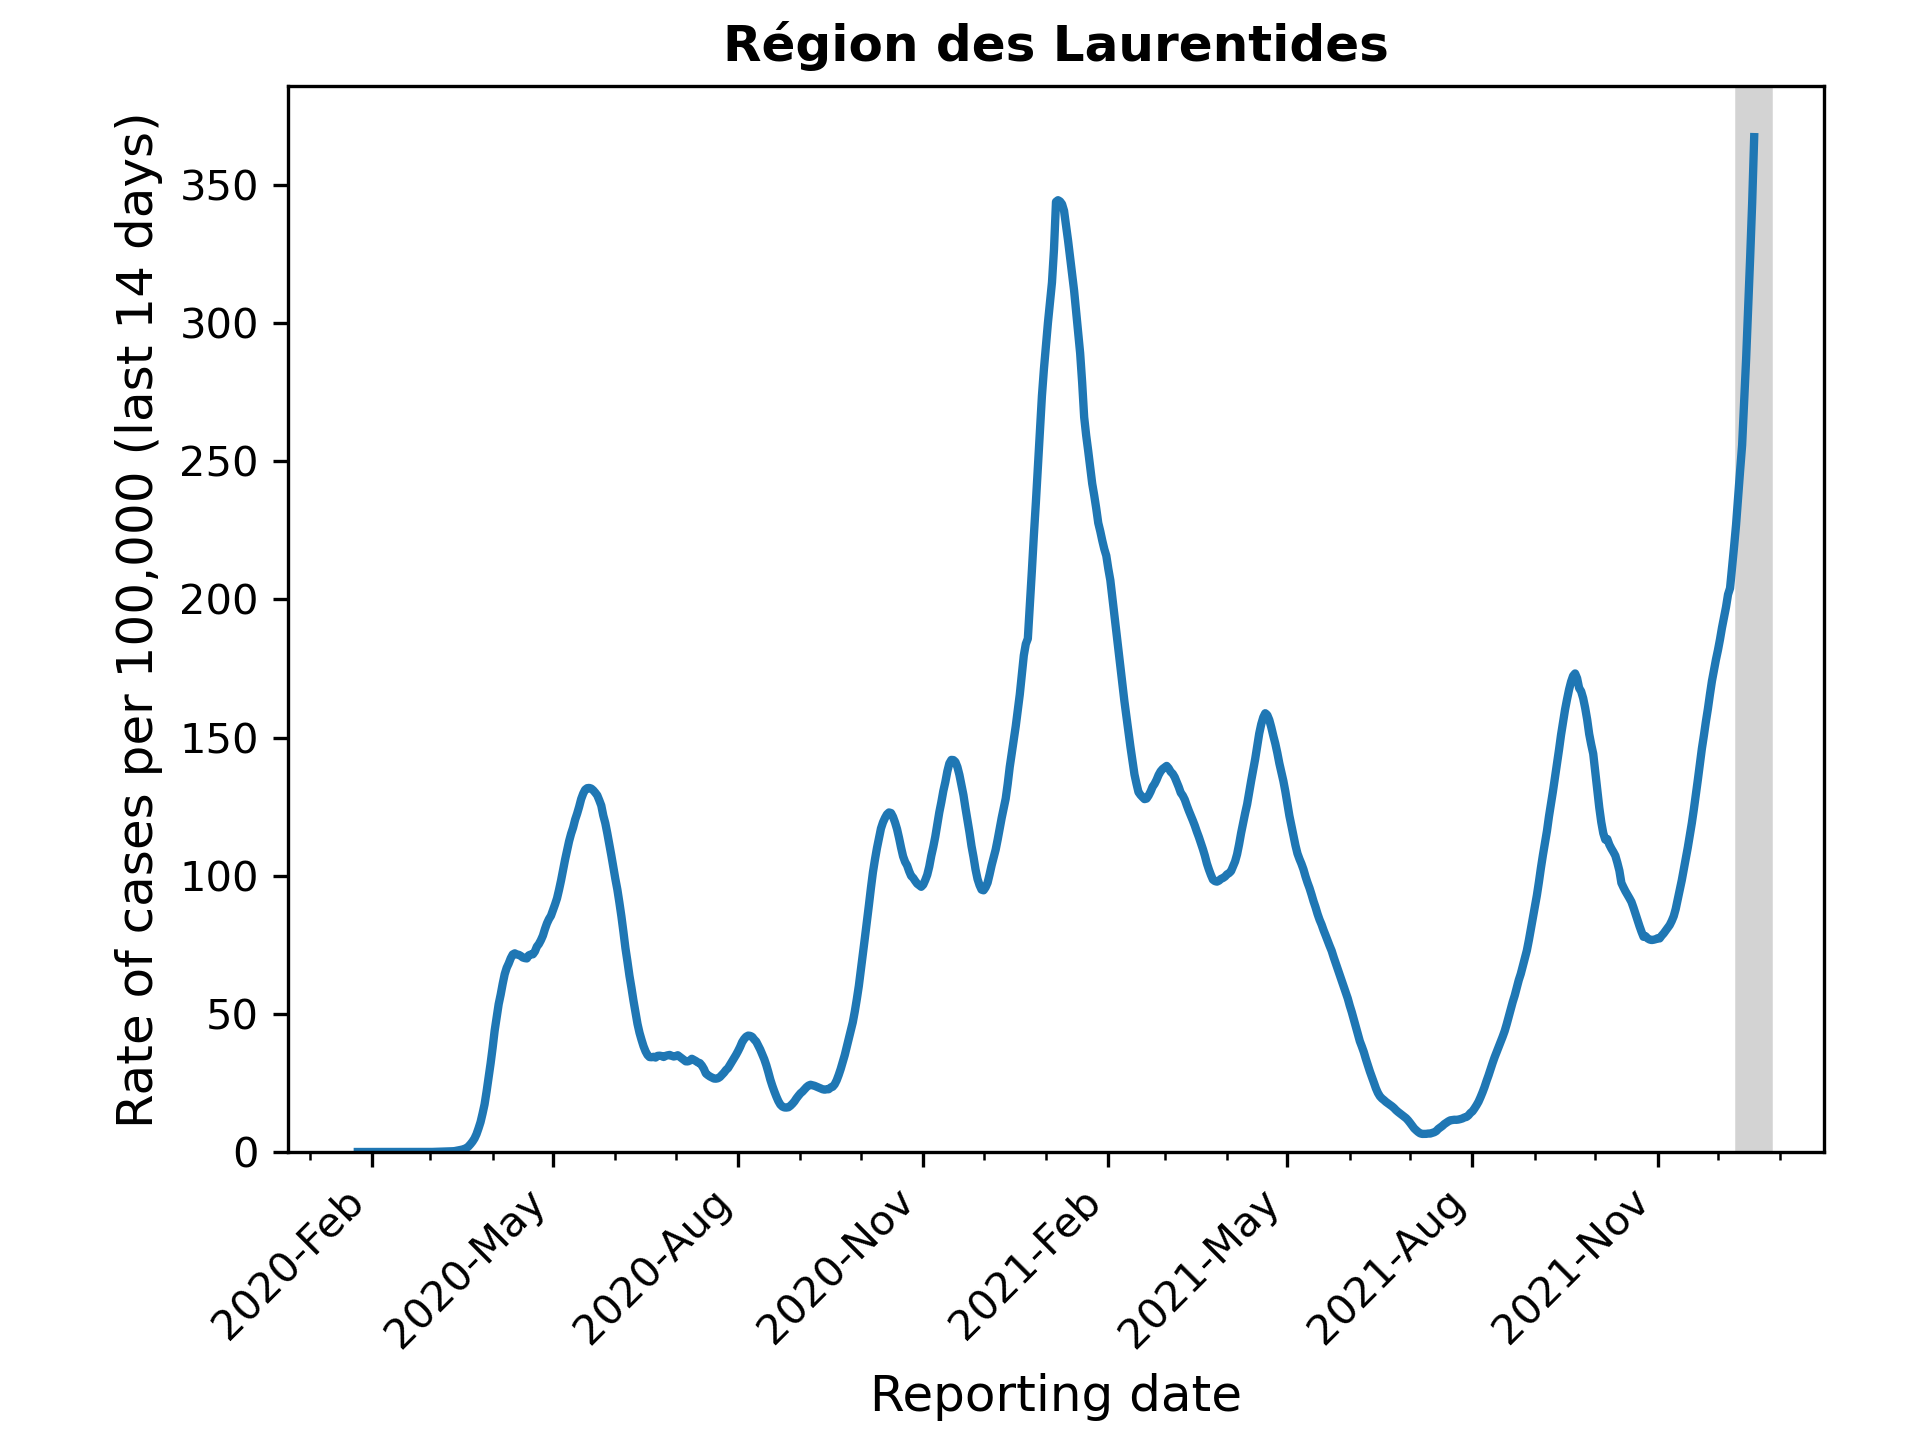 Région des Laurentides
Rate of cases per 100,000 (last 14 days)
350
300
250
200
150
100
50
0
2020-Feb
2020-May
2020-Aug
2020-Nov
2021-Feb
2021-May
2021-Aug
2021-Nov
Reporting date